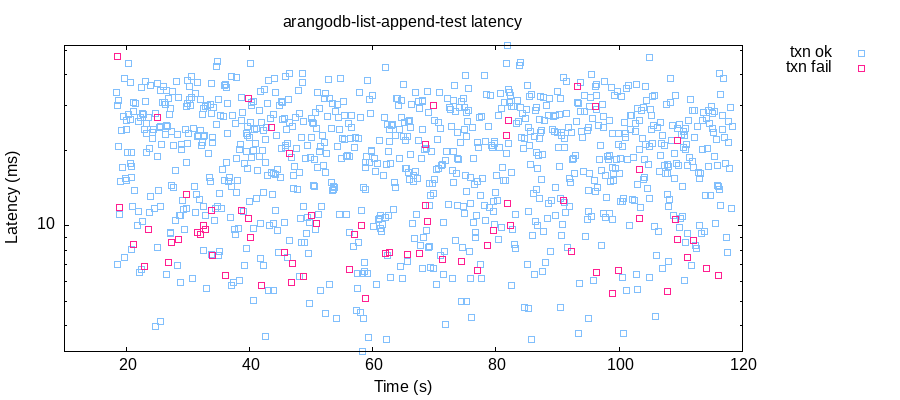 arangodb-list-append-test latency
txn ok
txn fail
Latency (ms)
10
20 40 60 80 100 120
Time (s)